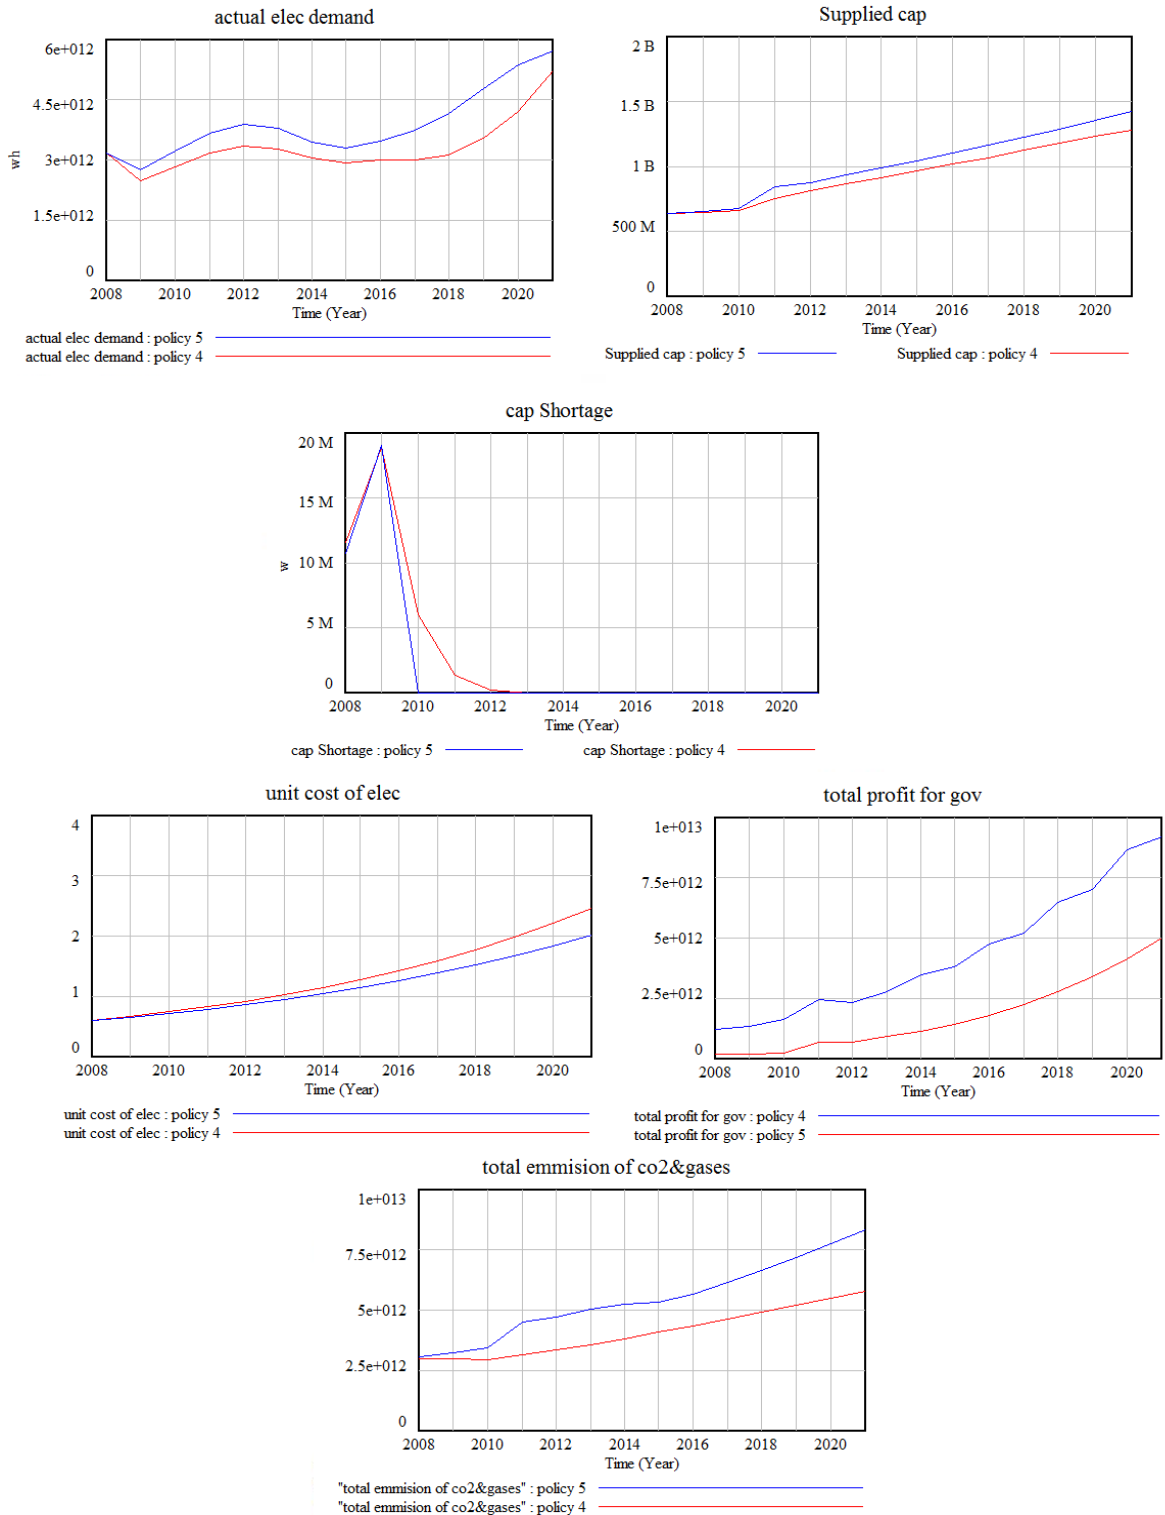 actual elec demand
6e+012
4.5e+012
3e+012
1.5e+012
0
wh
2008 2010 2012 2014 2016 2018 2020
Time (Year)
actual elec demand : policy 5
actual elec demand : policy 4
Supplied cap
2 B
1.5 B
1 B
500 M
0
2008 2010 2012 2014 2016 2018 2020
Time (Year)
Supplied cap : policy 5 Supplied cap : policy 4
cap Shortage
20 M
15 M
10 M
5 M
0
w
2008 2010 2012 2014 2016 2018 2020
Time (Year)
cap Shortage : policy 5 cap Shortage : policy 4
unit cost of elec
4
3
2
1
0
2008 2010 2012 2014 2016 2018 2020
Time (Year)
unit cost of elec : policy 5
unit cost of elec : policy 4
total profit for gov
1e+013
7.5e+012
5e+012
2.5e+012
0
2008 2010 2012 2014 2016 2018 2020
Time (Year)
total profit for gov : policy 4
total profit for gov : policy 5
total emmision of co2&gases
1e+013
7.5e+012
5e+012
2.5e+012
0
2008 2010 2012 2014 2016 2018 2020
Time (Year)
"total emmision of co2&gases" : policy 5
"total emmision of co2&gases" : policy 4